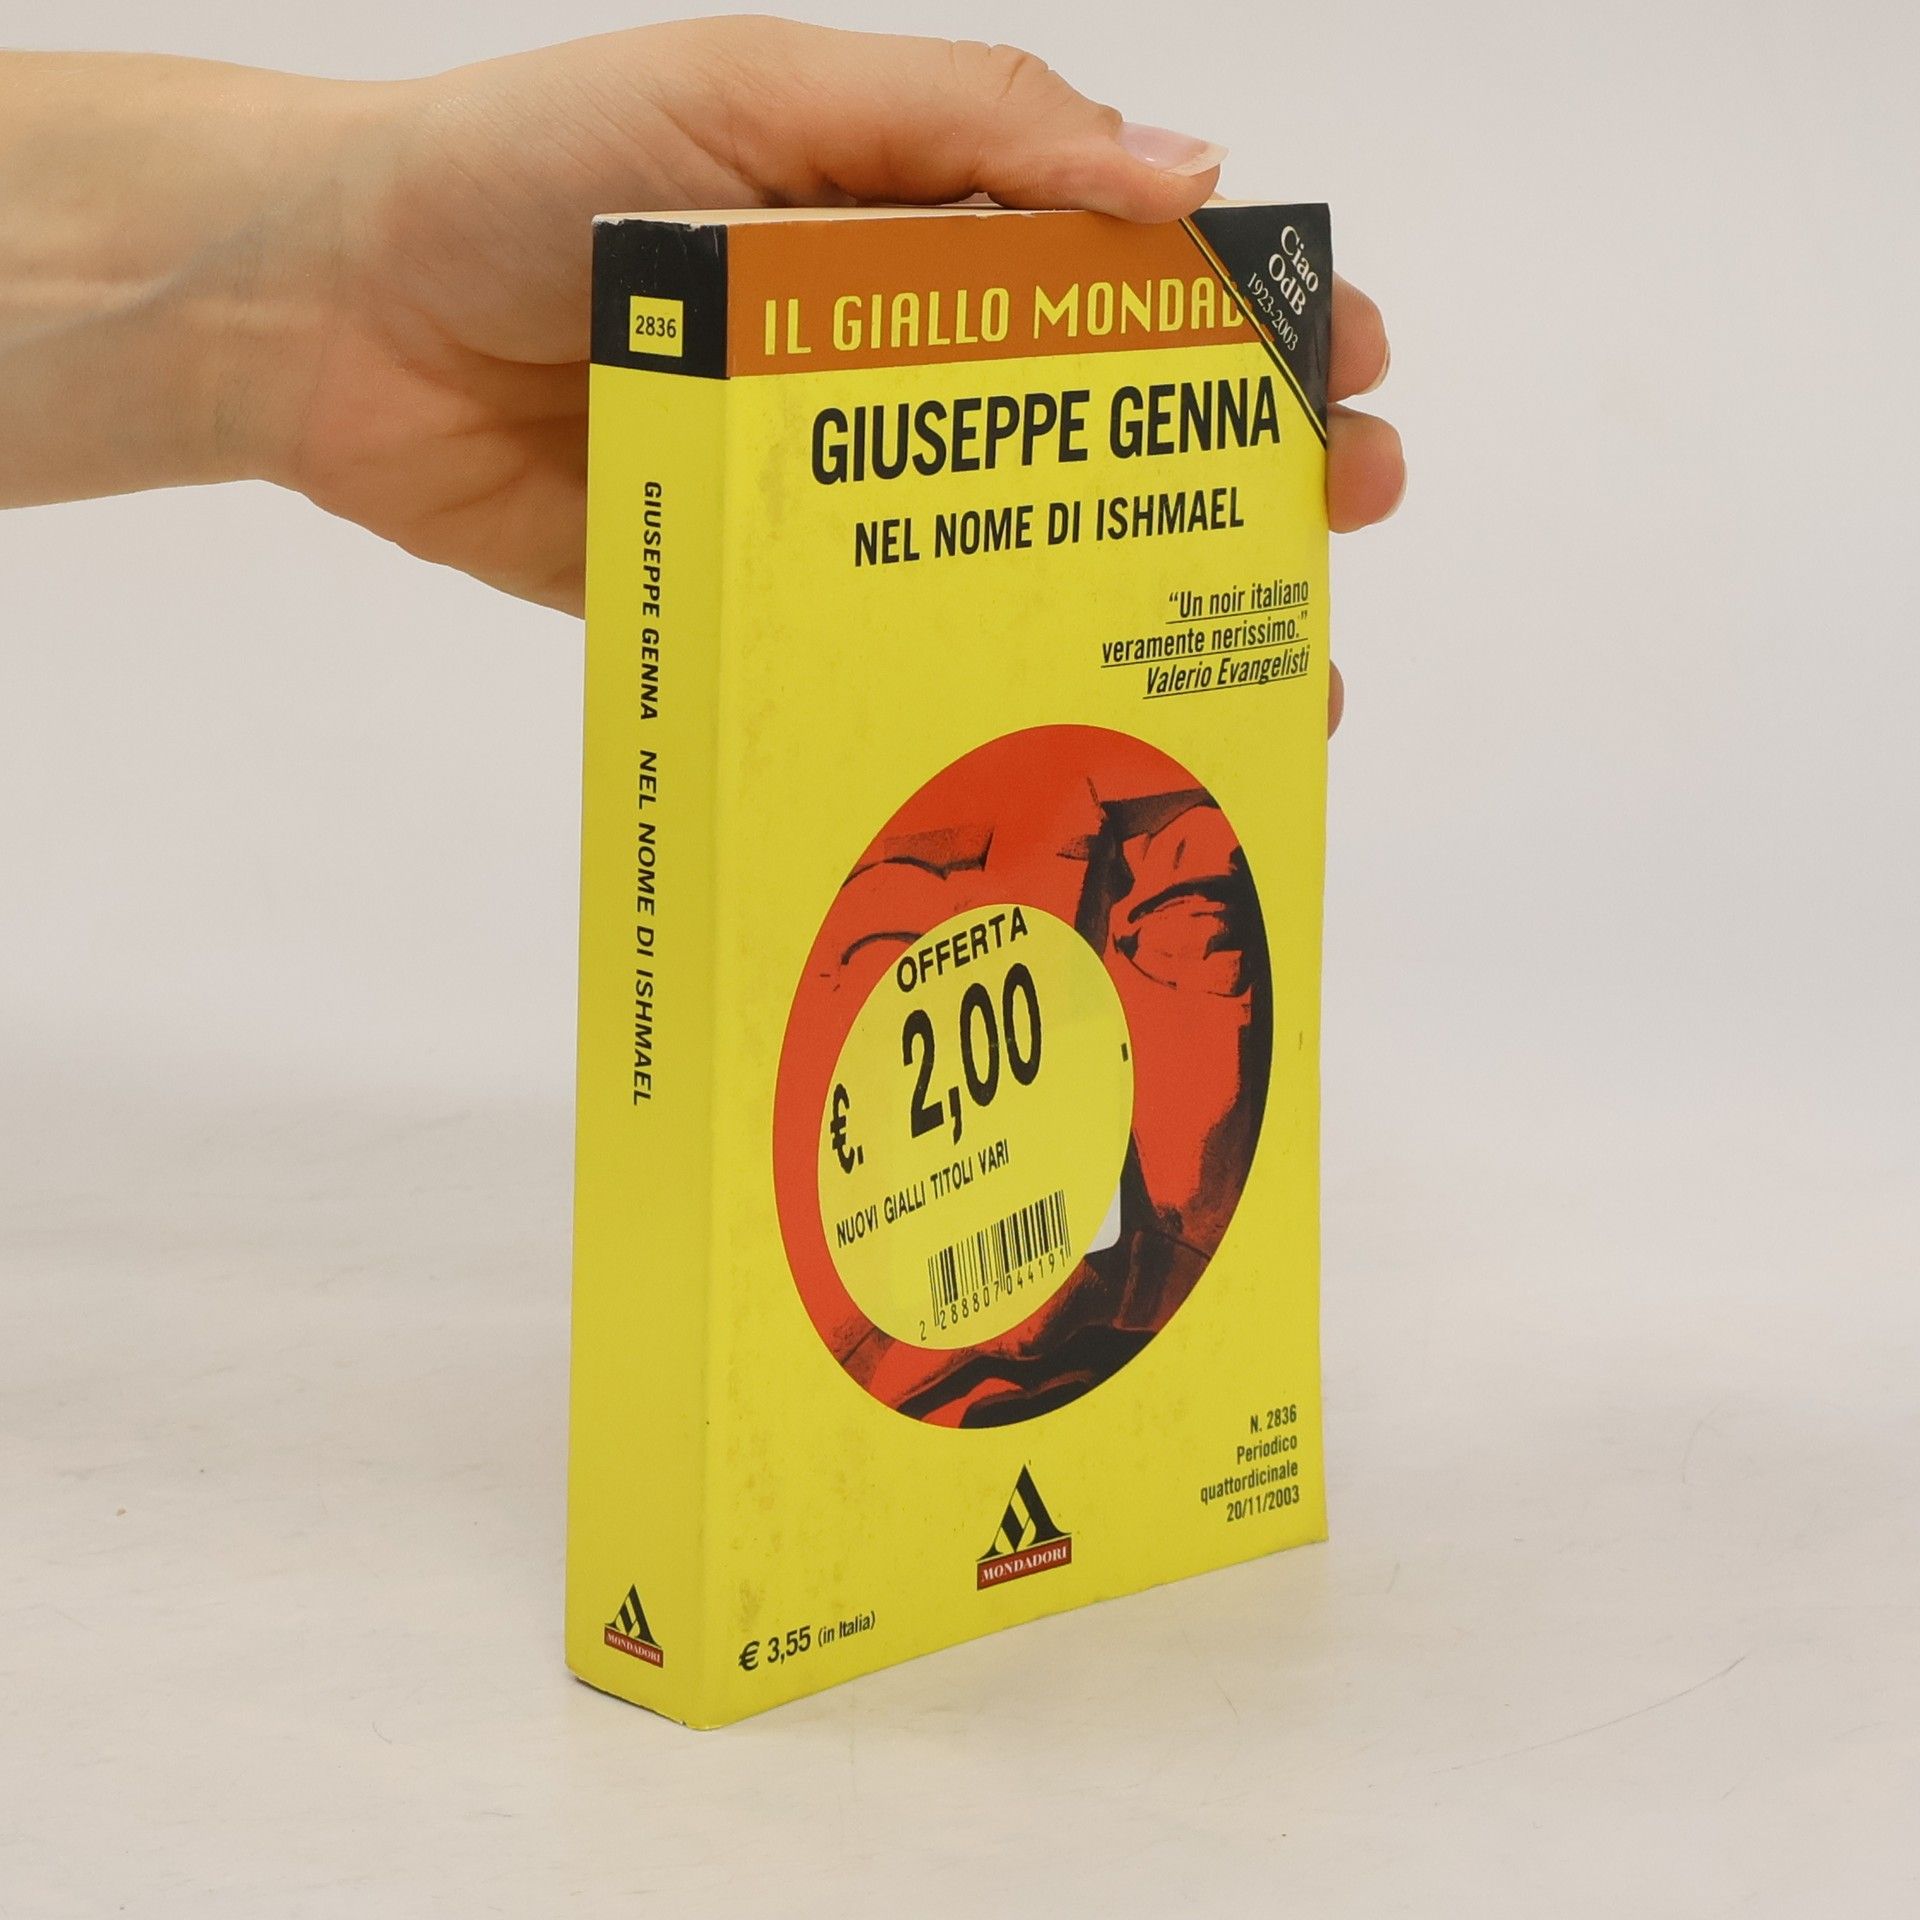 2836
GIUSEPPE GENNA NEL NOME DI ISHMAEL
MONDADORI
IL GIALLO
Ciao
OdB
1923-2003
GIUSEPPE GENNA
NEL NOME DI ISHMAEL
“Un noir italiano
veramente nerissimo.”
Valerio Evangelisti
OFFERTA
€. 2,00
NUOVI GIALLI TITOLI VARI
2 288807 044191
N. 2836
Periodico
quattordicinale
20/11/2003
MONDADORI
€ 3,55 (in Italia)